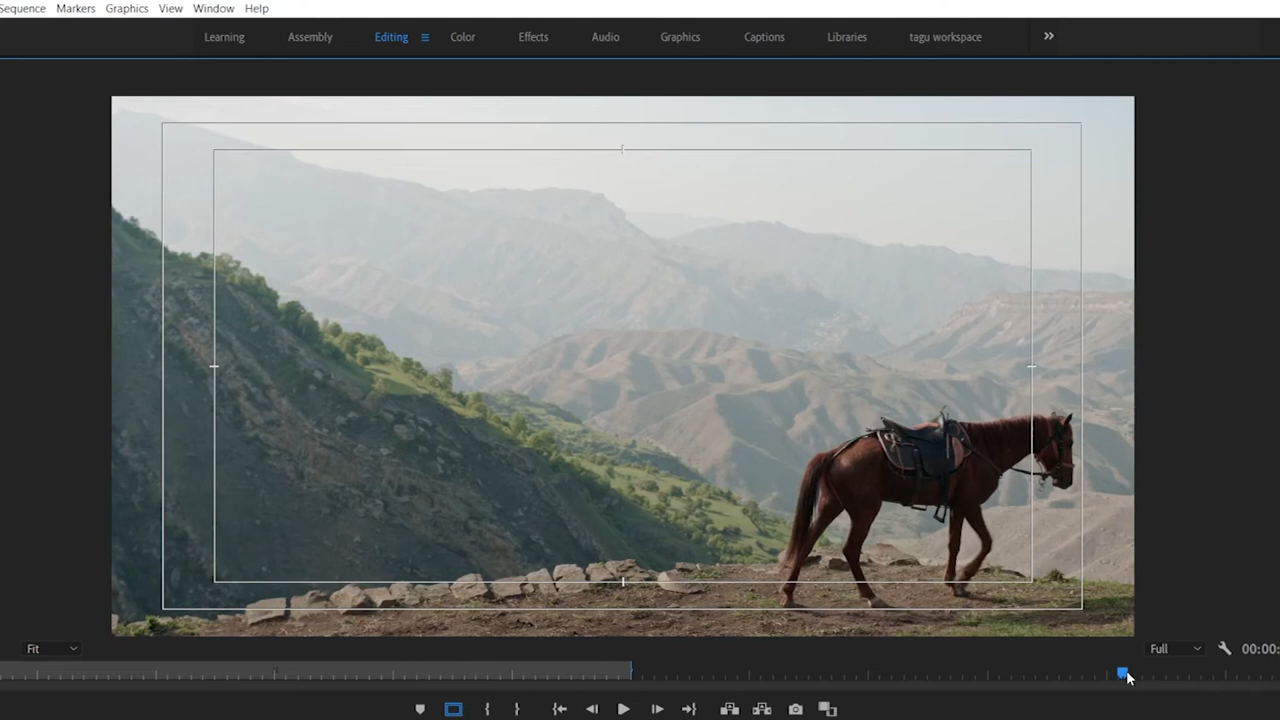 Sequence Markers Graphics View Window Help
Learning Assembly Editing Color Effects Audio Graphics Captions Libraries tagu workspace
Fit Full 00:00: